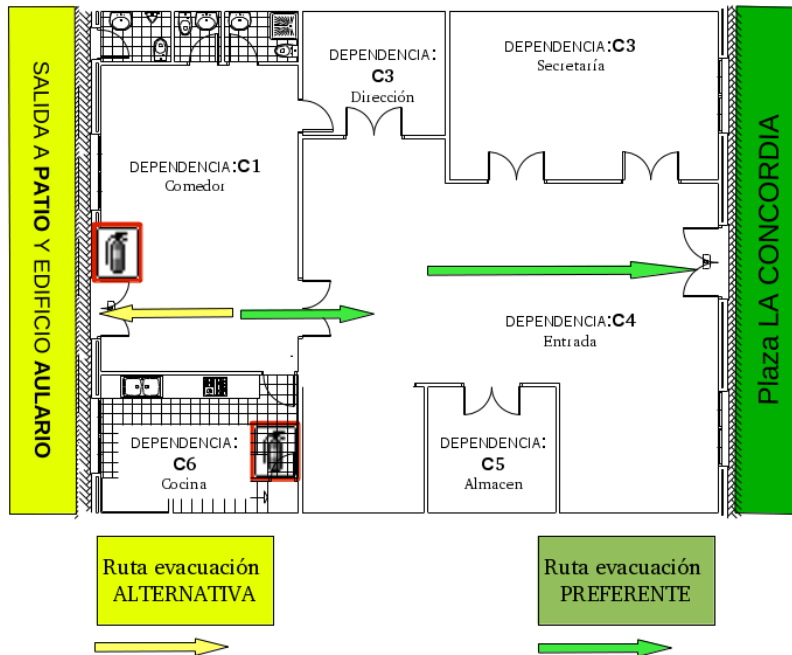 SALIDA A PATIO Y EDIFICIO AULARIO
DEPENDENCIA:
C3
Dirección
DEPENDENCIA:C3
Secretaría
DEPENDENCIA:C1
Comedor
DEPENDENCIA:C4
Entrada
DEPENDENCIA:
C6
Cocina
DEPENDENCIA:
C5
Almacen
Plaza LA CONCORDIA
Ruta evacuación
ALTERNATIVA
Ruta evacuación
PREFERENTE